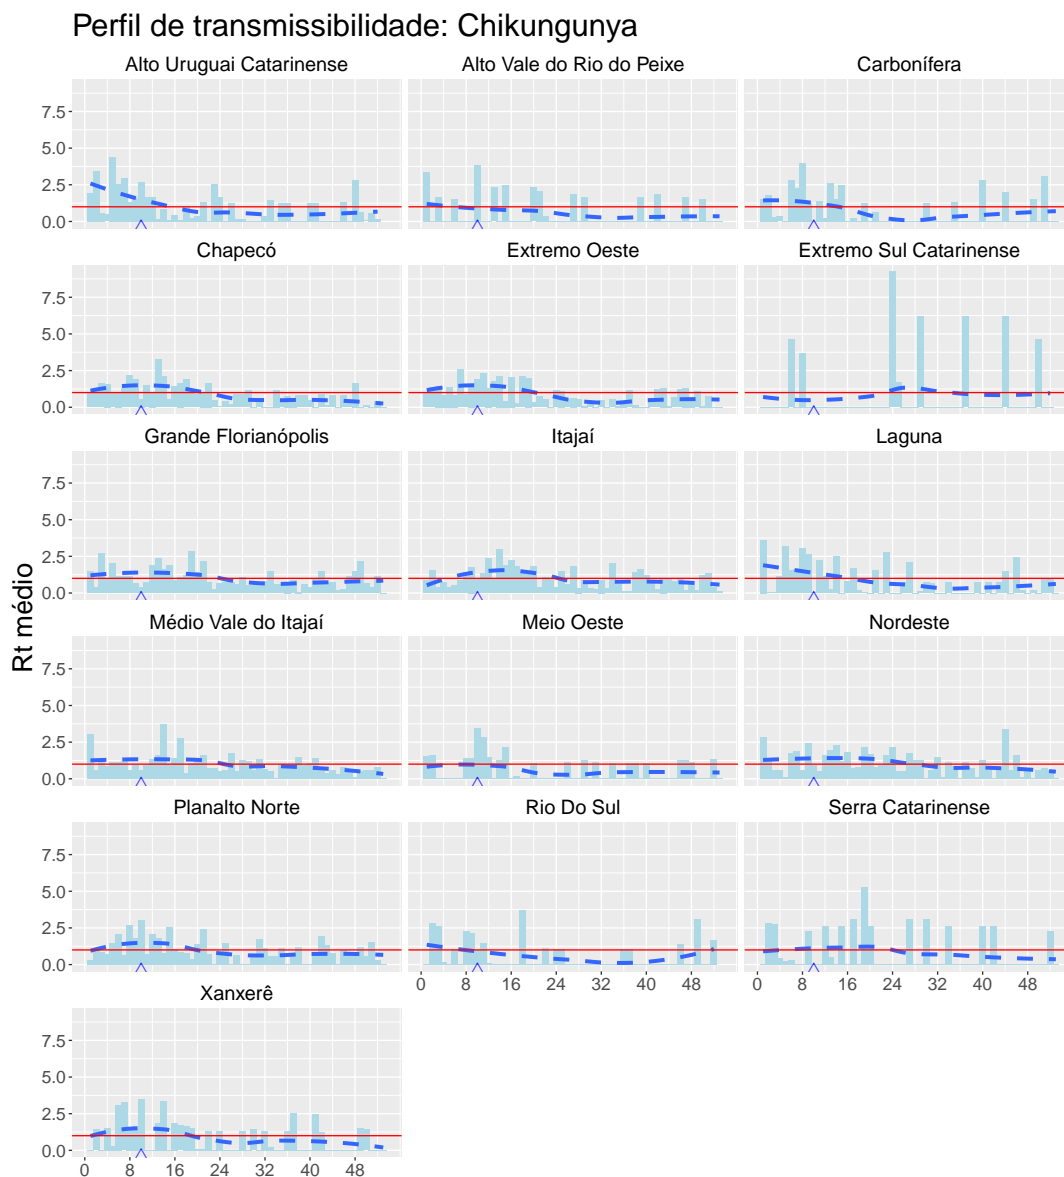 Perfil de transmissibilidade: Chikungunya
Alto Uruguai Catarinense
Alto Vale do Rio do Peixe
Carbonífera
7.5
5.0
2.5
0.0
Chapecó
Extremo Oeste
Extremo Sul Catarinense
7.5
5.0
2.5
0.0
Grande Florianópolis
Itajaí
Laguna
7.5
5.0
2.5
0.0
Rt médio
Médio Vale do Itajaí
Meio Oeste
Nordeste
7.5
5.0
2.5
0.0
Planalto Norte
Rio Do Sul
Serra Catarinense
7.5
5.0
2.5
0.0
0 8 16 24 32 40 48
0 8 16 24 32 40 48
Xanxerê
7.5
5.0
2.5
0.0
0 8 16 24 32 40 48